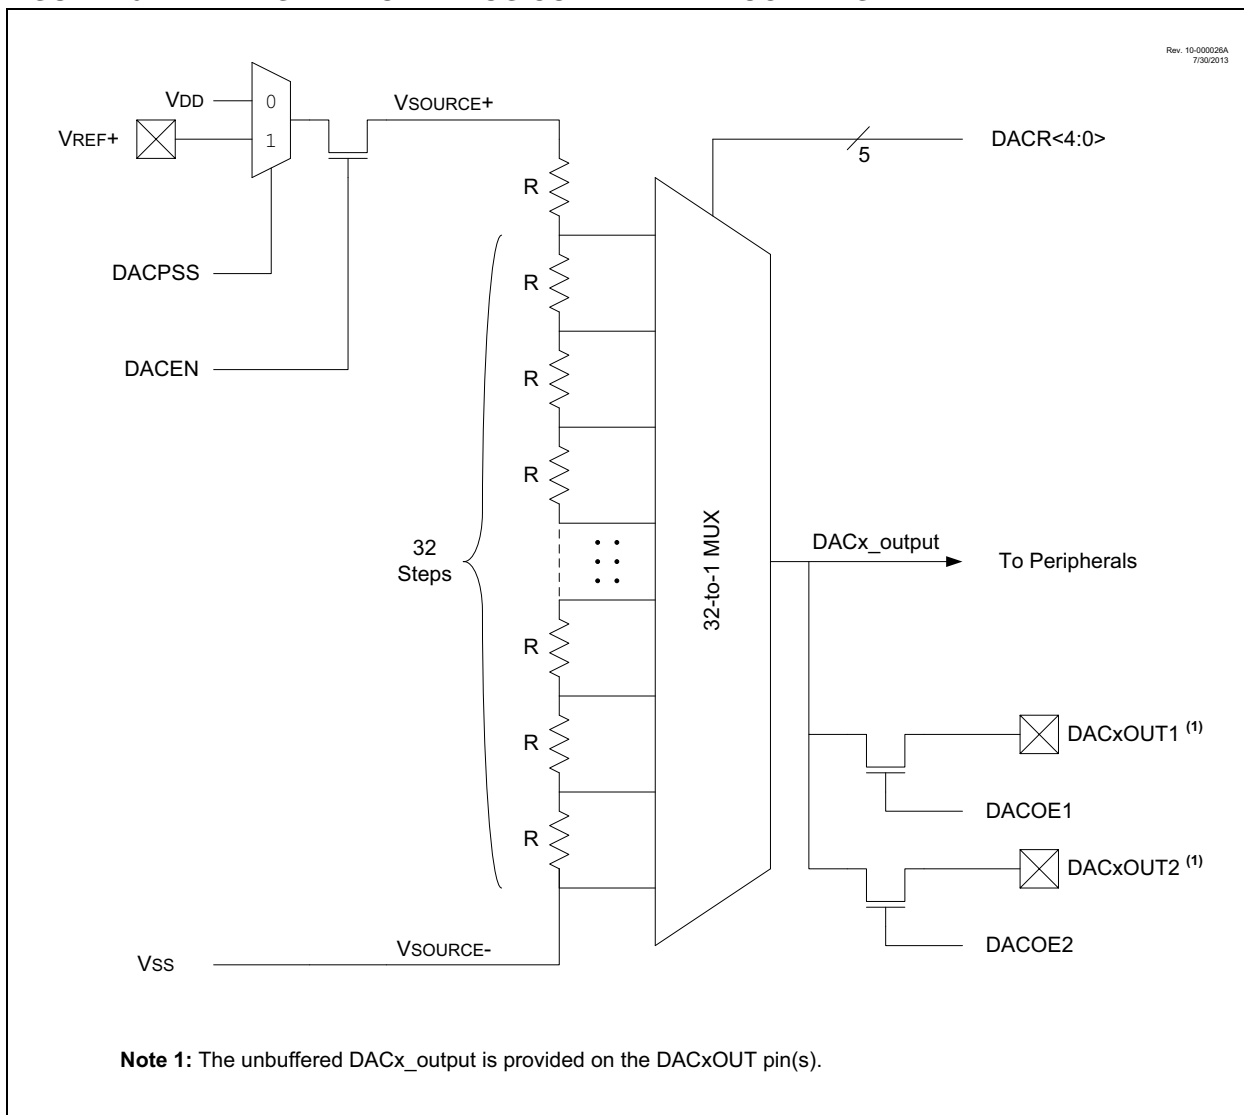 Rev. 10-000026A
7/30/2013
VDD
0
VSOURCE+
VREF+
1
DACR<4:0>
5
R
R
DACPSS
DACEN
R
R
32
Steps
32-to-1 MUX
DACx_output
To Peripherals
R
R
R
DACxOUT1 (1)
DACOE1
DACxOUT2 (1)
DACOE2
VSOURCE-
VSS
Note 1: The unbuffered DACx_output is provided on the DACxOUT pin(s).